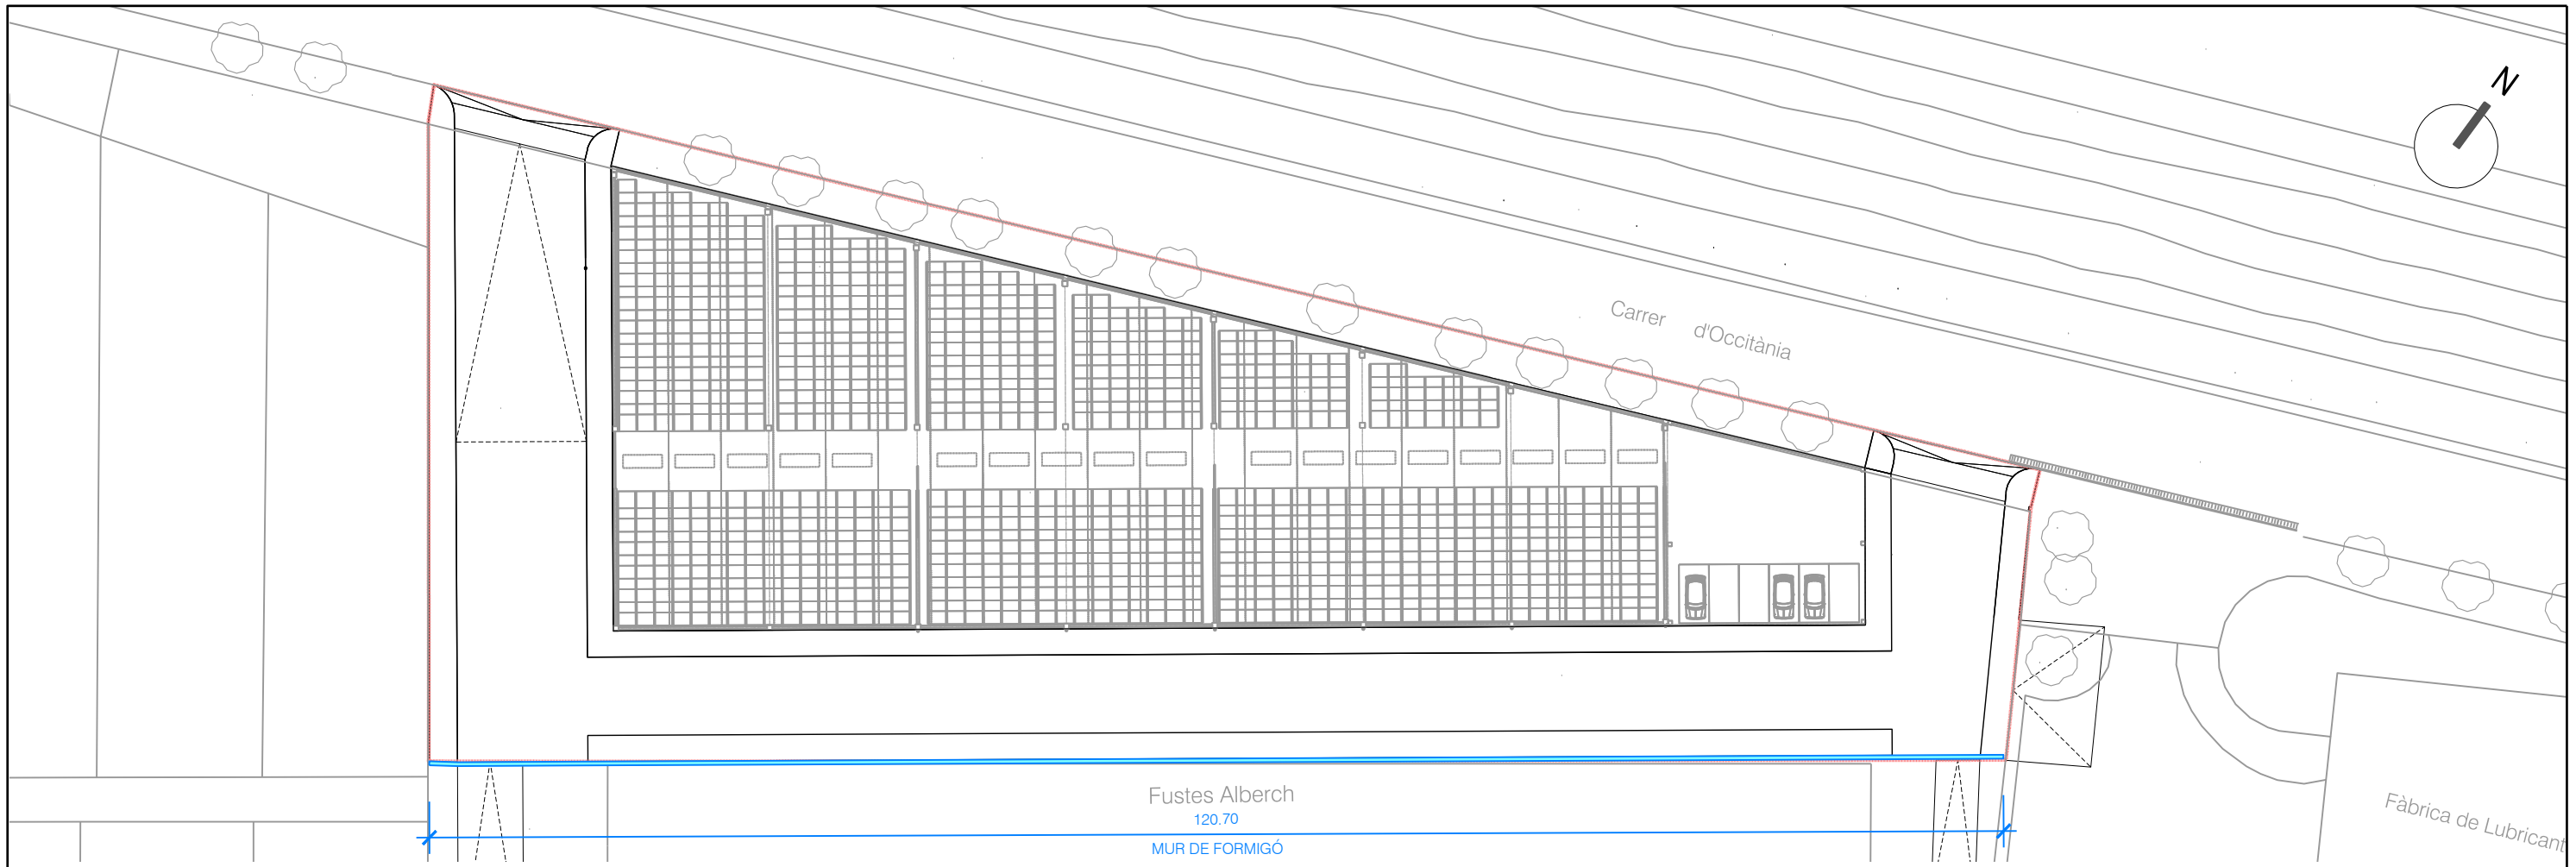 N
Carrer d'Occitània
Fustes Alberch
120.70
MUR DE FORMIGÓ
Fàbrica de Lubricant